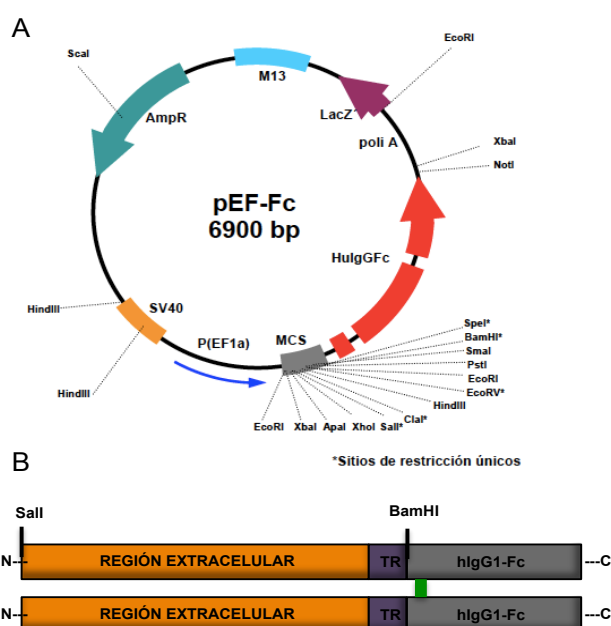 A
ScaI
EcoRI
M13
AmpR
LacZ
poli A
XbaI
NotI
pEF-Fc
6900 bp
HuIgGFc
HindIII
SV40
P(EF1a)
MCS
SpeI*
BamHI*
SmaI
PstI
EcoRI
EcoRV*
HindIII
HindIII
ClaI*
EcoRI XbaI ApaI XhoI SalI*
*Sitios de restricción únicos
B
SalI BamHI
N--- REGIÓN EXTRACELULAR TR hIgG1-Fc ---C
N--- REGIÓN EXTRACELULAR TR hIgG1-Fc ---C